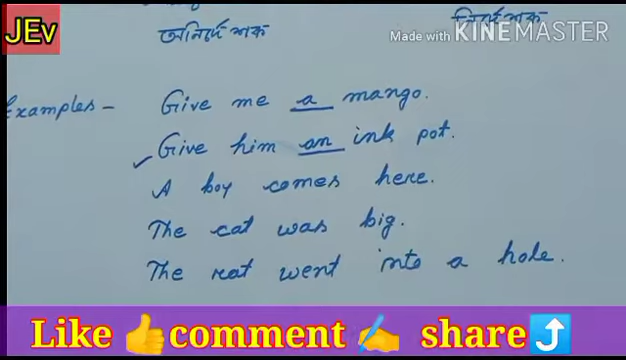 JEv
অনির্দেশক
নির্দেশক
Made with KINEMASTER
Examples - Give me a mango.
Give him an ink pot.
A boy comes here.
The cat was big.
The rat went into a hole.
Like 👍 comment ✍️ share ⤴️